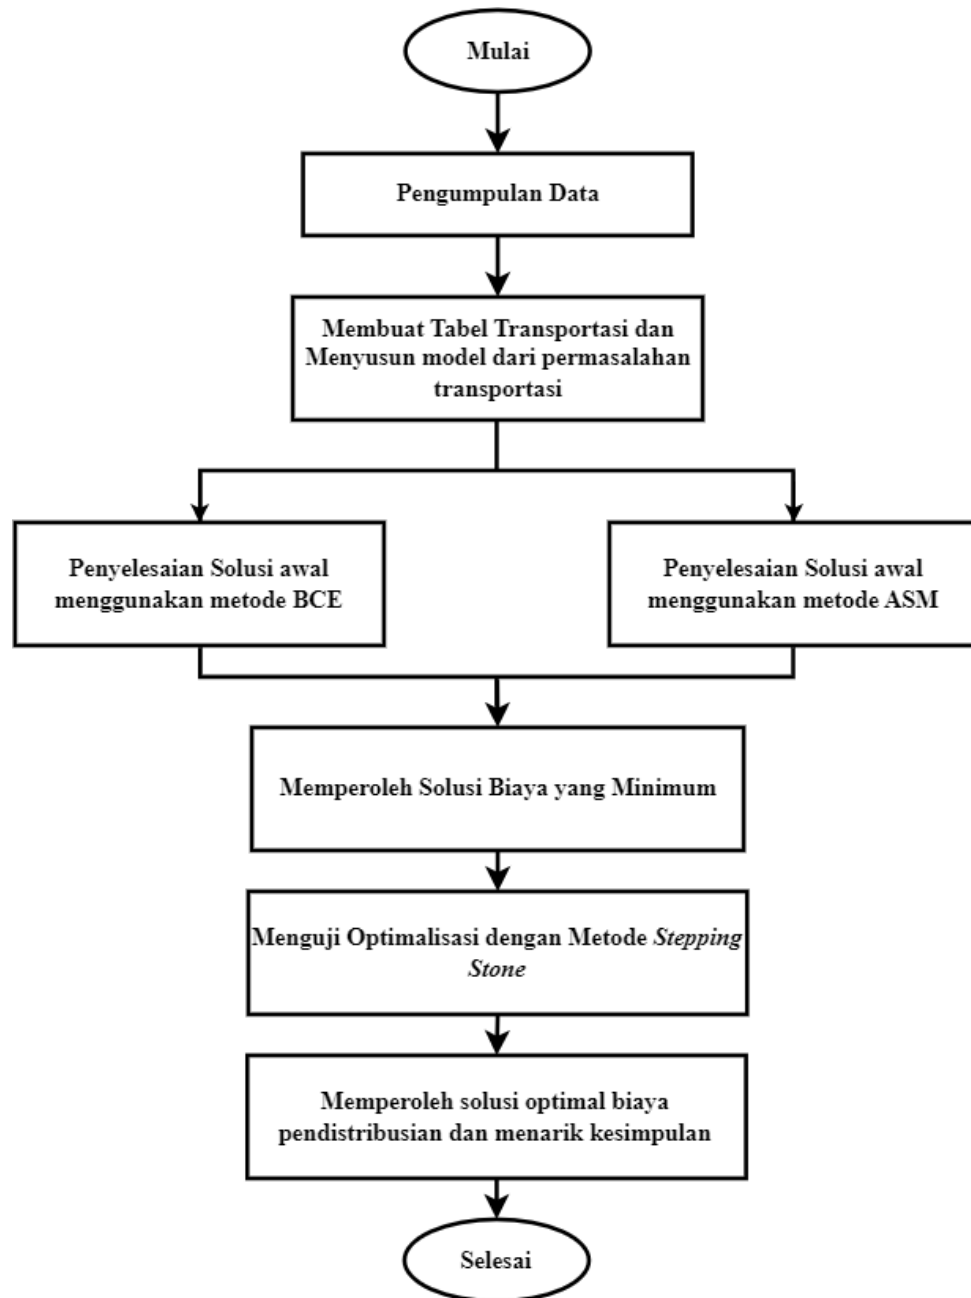 Mulai
Pengumpulan Data
Membuat Tabel Transportasi dan
Menyusun model dari permasalahan
transportasi
Penyelesaian Solusi awal
menggunakan metode BCE
Penyelesaian Solusi awal
menggunakan metode ASM
Memperoleh Solusi Biaya yang Minimum
Menguji Optimalisasi dengan Metode Stepping
Stone
Memperoleh solusi optimal biaya
pendistribusian dan menarik kesimpulan
Selesai